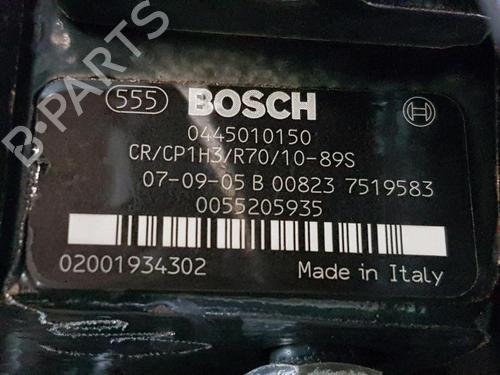 B-PARTS
555 BOSCH
0445010150
CR/CP1H3/R70/10-89S
07-09-05 B 00823 7519583
0055205935
02001934302 Made in Italy